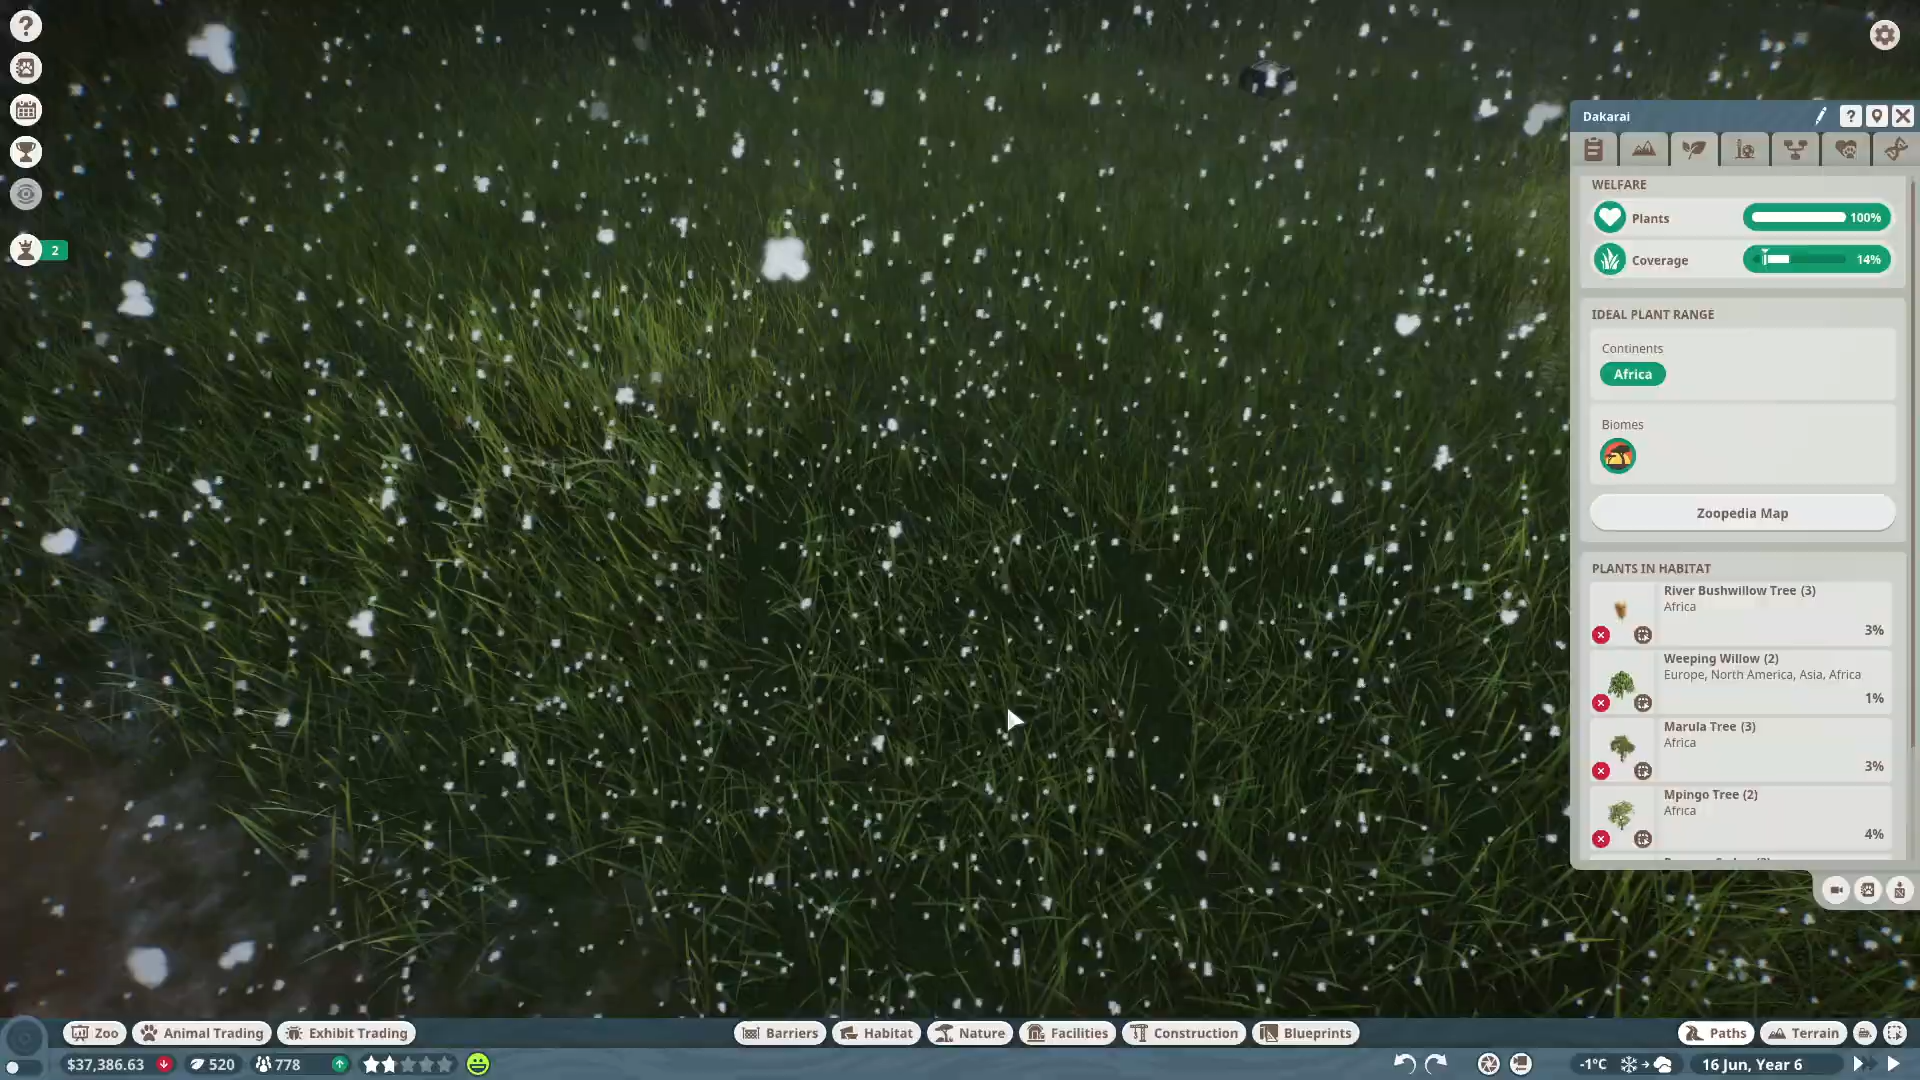 ?
2
Dakarai
?
WELFARE
Plants
100%
Coverage
14%
IDEAL PLANT RANGE
Continents
Africa
Biomes
Zoopedia Map
PLANTS IN HABITAT
River Bushwillow Tree (3)
Africa
3%
Weeping Willow (2)
Europe, North America, Asia, Africa
1%
Marula Tree (3)
Africa
3%
Mpingo Tree (2)
Africa
4%
Zoo
Animal Trading
Exhibit Trading
Barriers
Habitat
Nature
Facilities
Construction
Blueprints
Paths
Terrain
$37,386.63
520
778
-1°C
16 Jun, Year 6